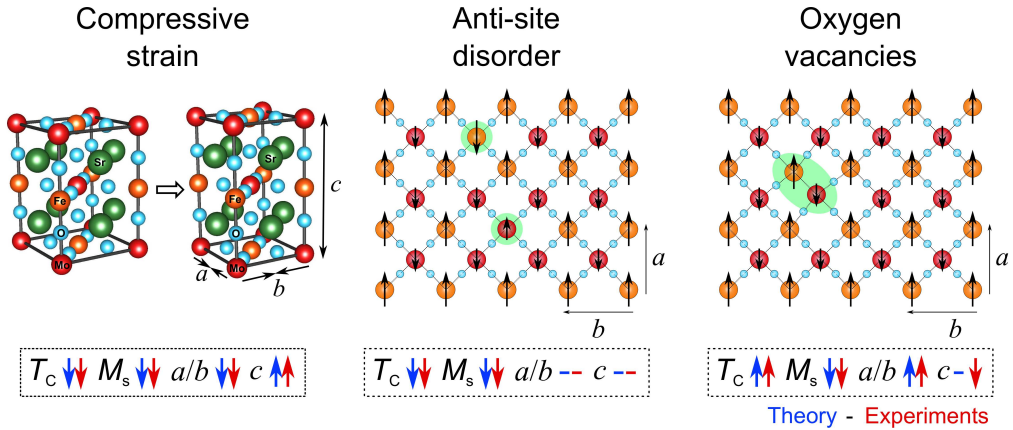 Compressive
strain
Anti-site
disorder
Oxygen
vacancies
Sr
Fe
O
Mo
Sr
Fe
O
Mo
c
a
b
a
b
a
b
T_C ↓↓ M_s ↓↓ a/b ↓↓ c ↑↑
T_C ↓↓ M_s ↓↓ a/b -- c --
T_C ↑↑ M_s ↓↓ a/b ↑↑ c -↓
Theory - Experiments